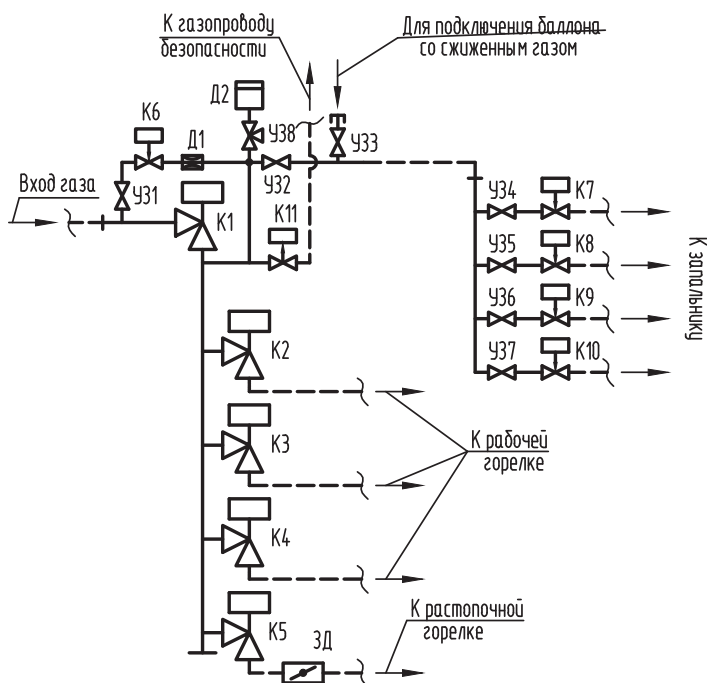 К газопроводу
безопасности
Для подключения баллона
со сжиженным газом
Д2
К6
Д1
УЗ8
УЗ3
Вход газа
УЗ1
УЗ2
К1
К11
УЗ4
К7
УЗ5
К8
УЗ6
К9
УЗ7
К10
К запальнику
К2
К3
К рабочей
горелке
К4
К5
ЗД
К растопочной
горелке